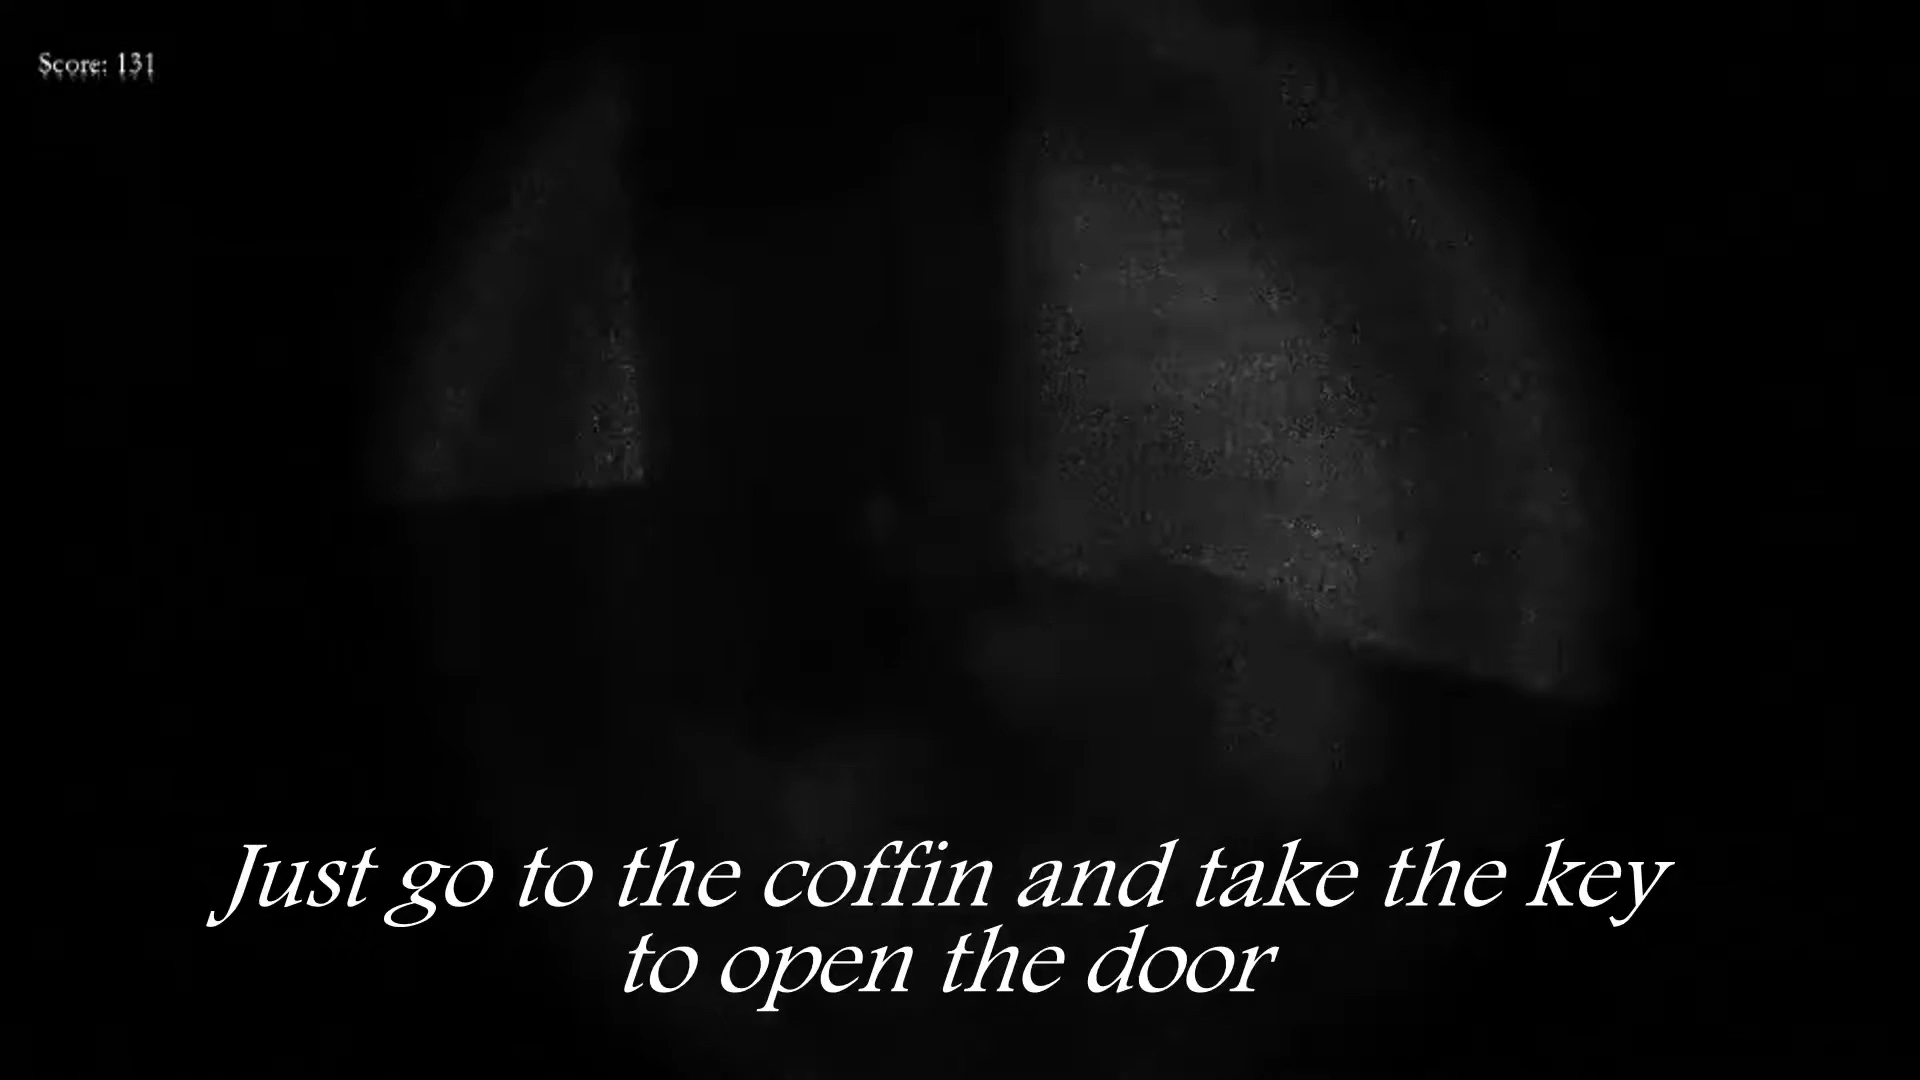 Score: 131
Just go to the coffin and take the key
to open the door